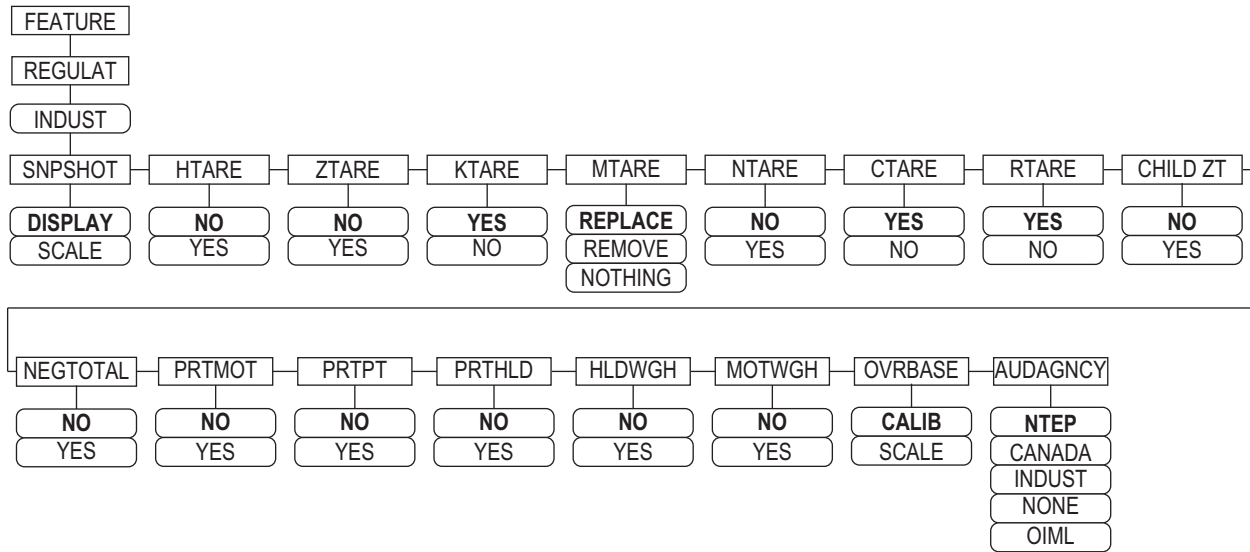 FEATURE
REGULAT
INDUST
SNPSHOT HTARE ZTARE KTARE MTARE NTARE CTARE RTARE CHILD ZT
DISPLAY NO NO YES REPLACE NO YES YES NO
SCALE YES YES NO REMOVE YES NO NO YES
NOTHING
NEGTOTAL PRTMOT PRTPT PRTHLD HLDWGH MOTWGH OVRBASE AUDAGNCY
NO NO NO NO NO NO CALIB NTEP
YES YES YES YES YES YES SCALE CANADA
INDUST
NONE
OIML